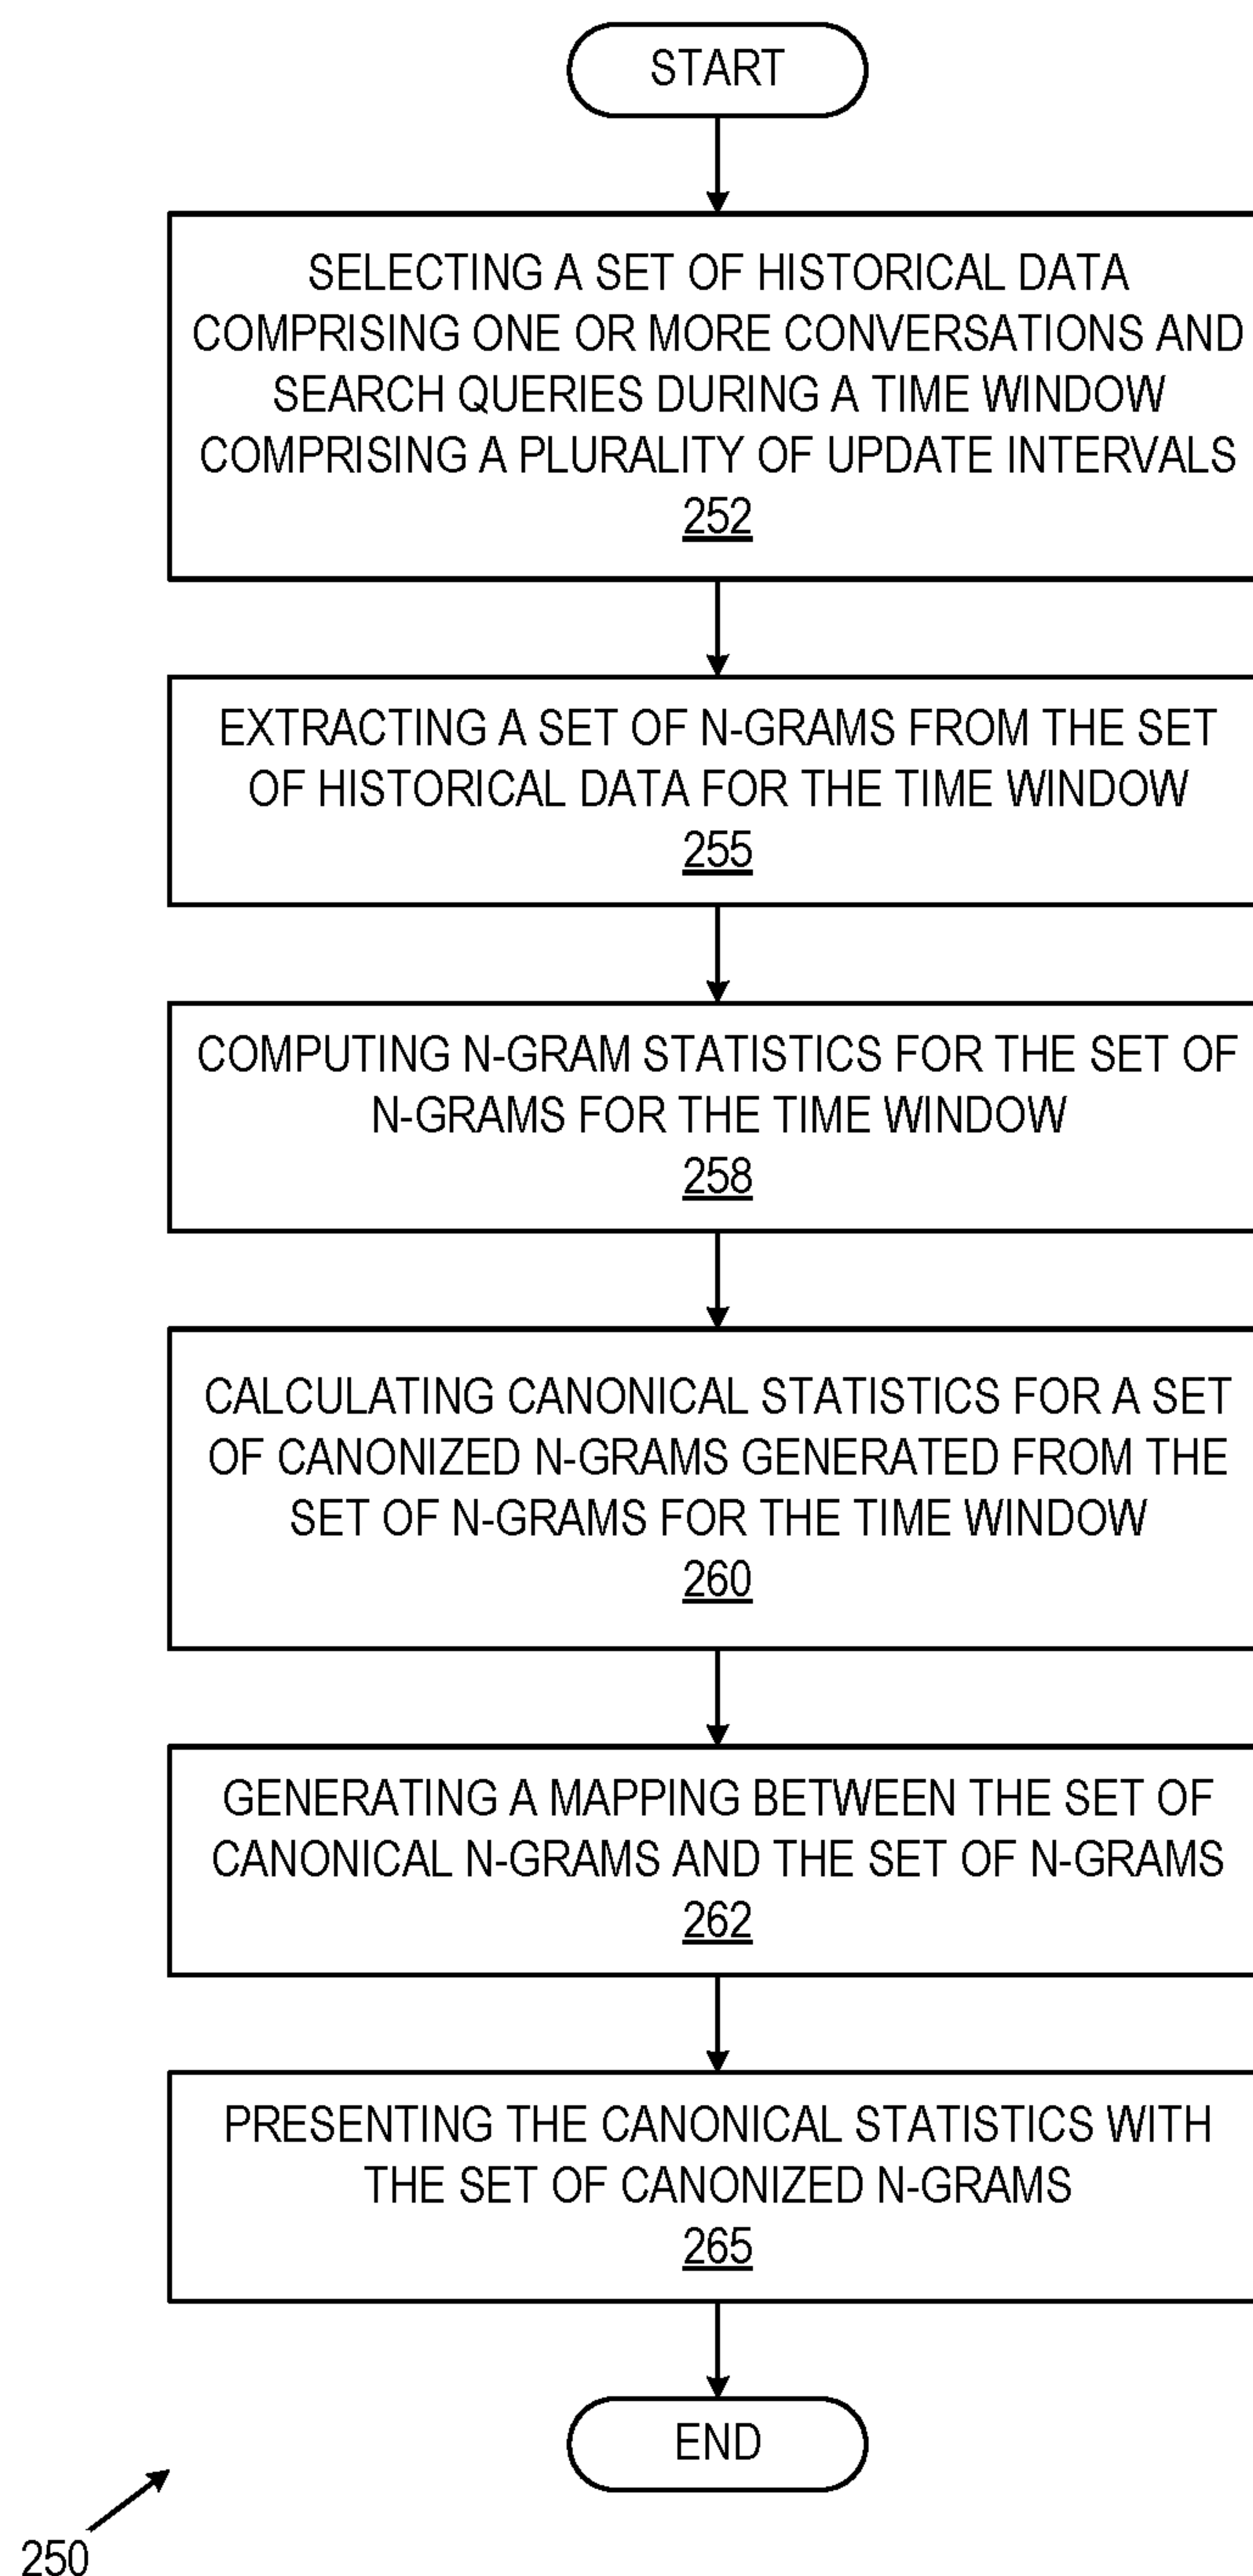 START
SELECTING A SET OF HISTORICAL DATA
COMPRISING ONE OR MORE CONVERSATIONS AND
SEARCH QUERIES DURING A TIME WINDOW
COMPRISING A PLURALITY OF UPDATE INTERVALS
252
EXTRACTING A SET OF N-GRAMS FROM THE SET
OF HISTORICAL DATA FOR THE TIME WINDOW
255
COMPUTING N-GRAM STATISTICS FOR THE SET OF
N-GRAMS FOR THE TIME WINDOW
258
CALCULATING CANONICAL STATISTICS FOR A SET
OF CANONIZED N-GRAMS GENERATED FROM THE
SET OF N-GRAMS FOR THE TIME WINDOW
260
GENERATING A MAPPING BETWEEN THE SET OF
CANONICAL N-GRAMS AND THE SET OF N-GRAMS
262
PRESENTING THE CANONICAL STATISTICS WITH
THE SET OF CANONIZED N-GRAMS
265
END
250